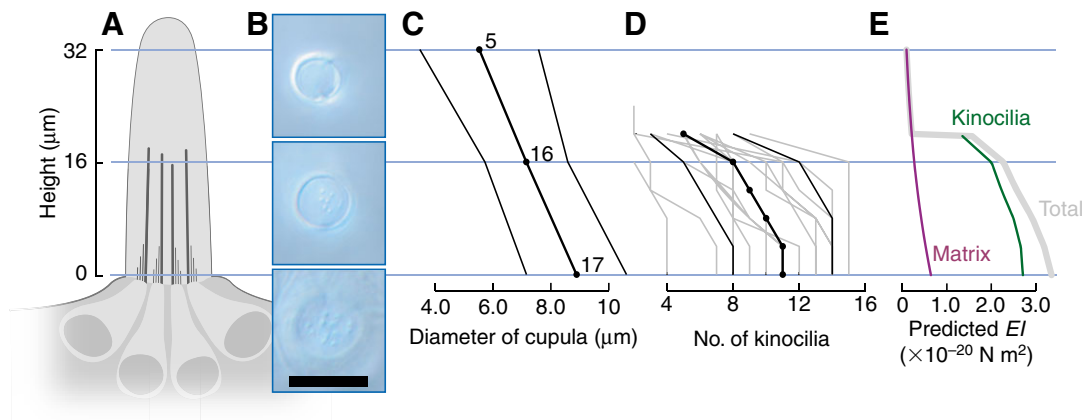 A
B
C
D
E
Height (μm)
32
16
0
5
16
17
4.0 6.0 8.0 10
Diameter of cupula (μm)
4 8 12 16
No. of kinocilia
Kinocilia
Total
Matrix
0 1.0 2.0 3.0
Predicted EI
(×10⁻²⁰ N m²)